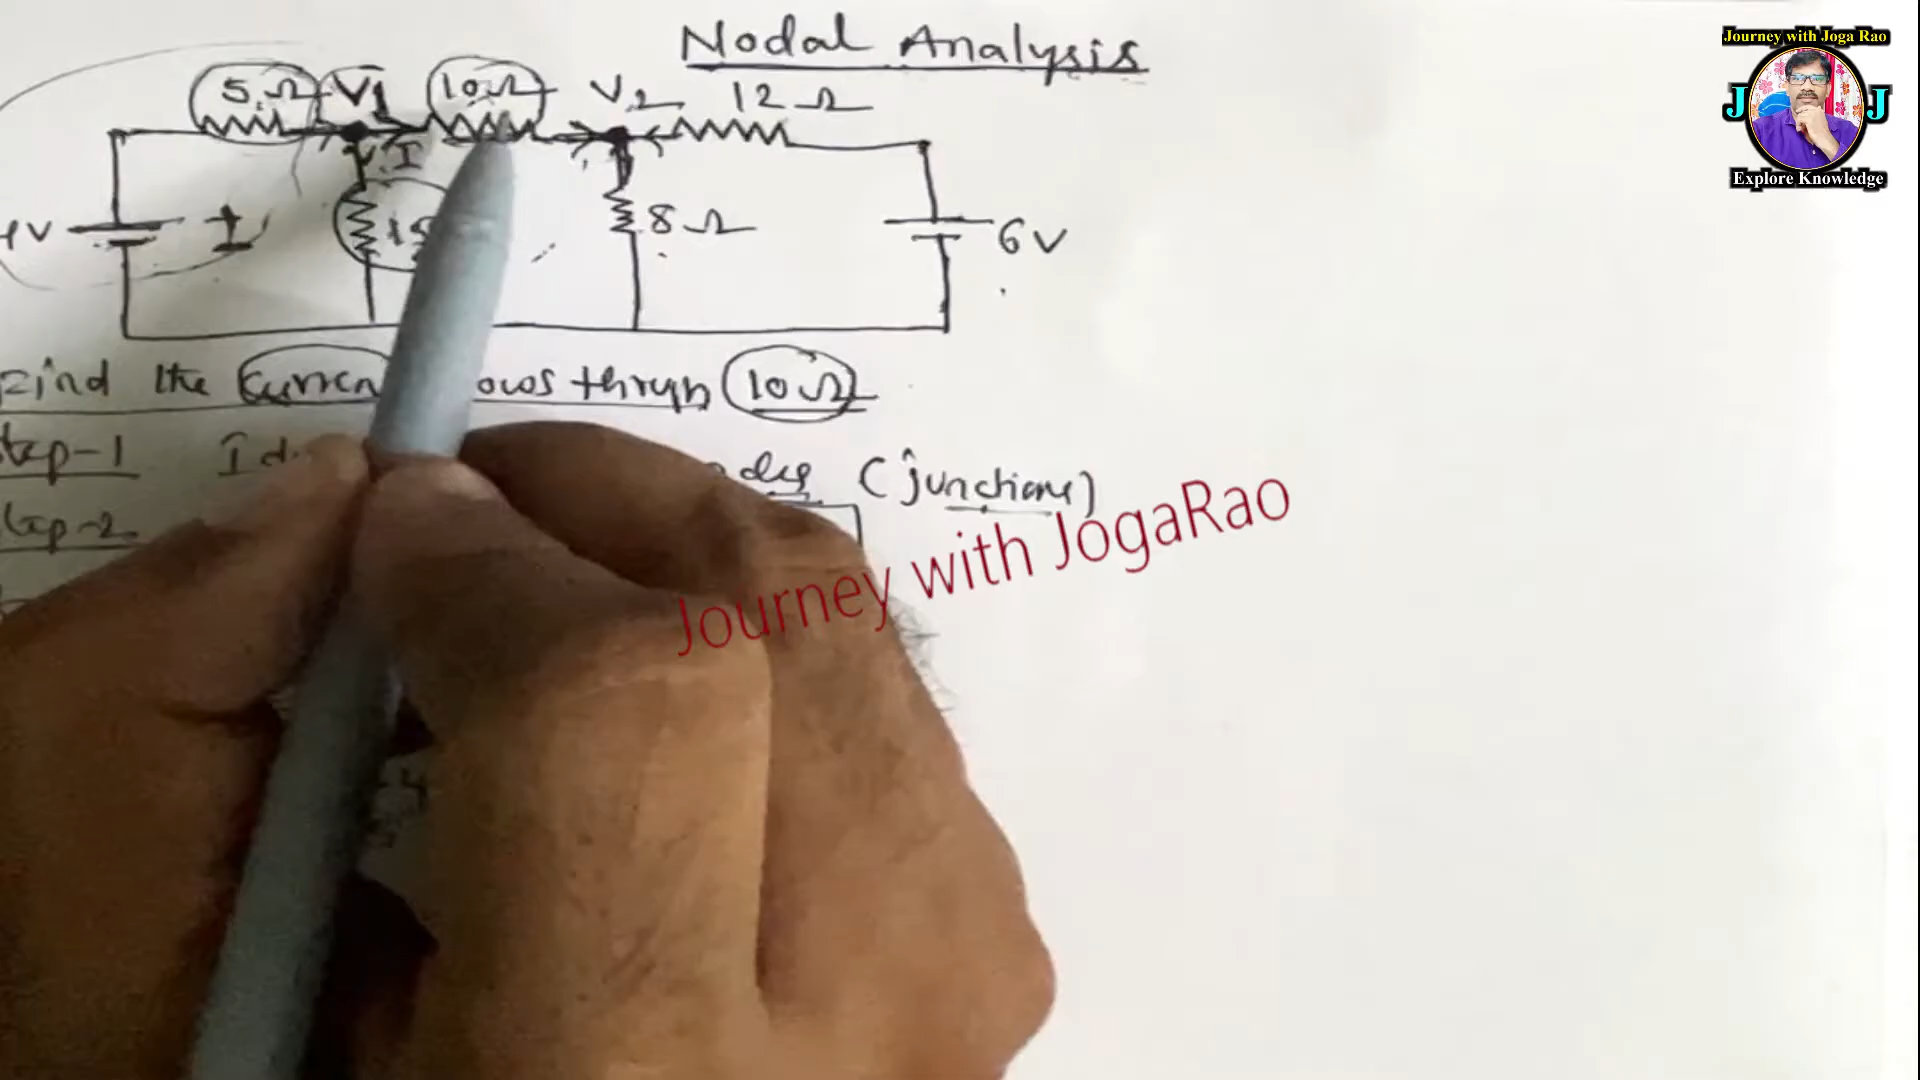 Nodal Analysis
5Ω V1 10Ω V2 12Ω
I
V I 8Ω 6V
Find the flows through 10Ω
Step-1 (junctions)
Step-2
Journey with JogaRao
Journey with Joga Rao
J J
Explore Knowledge